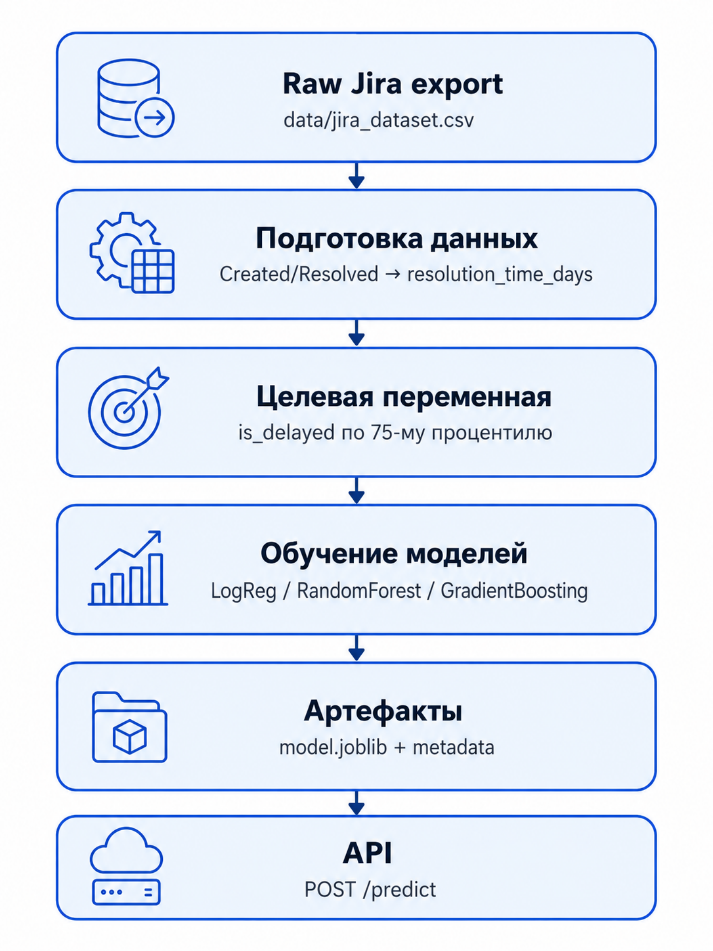 Raw Jira export
data/jira_dataset.csv
Подготовка данных
Created/Resolved → resolution_time_days
Целевая переменная
is_delayed по 75-му процентилю
Обучение моделей
LogReg / RandomForest / GradientBoosting
Артефакты
model.joblib + metadata
API
POST /predict